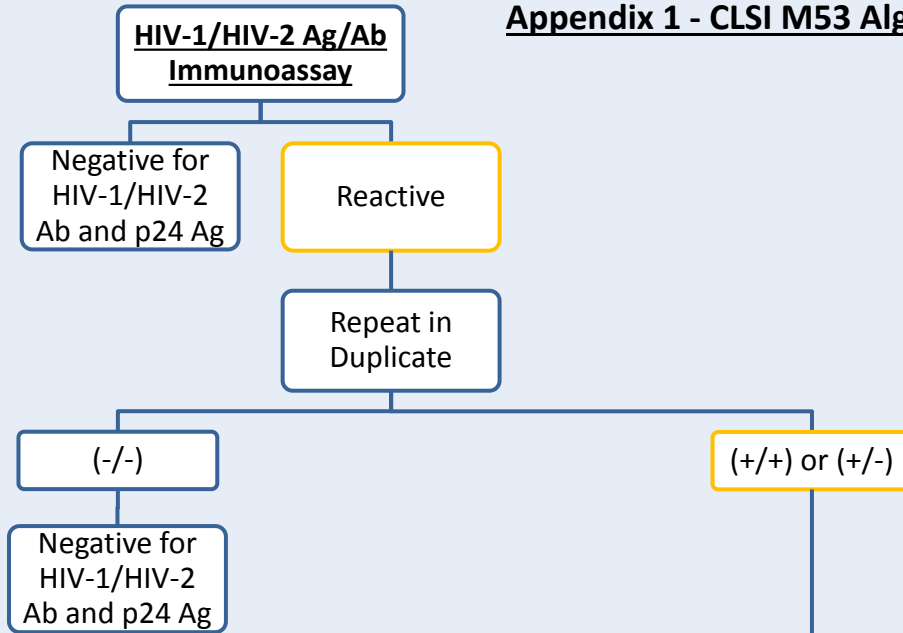 Appendix 1 - CLSI M53 Alg
HIV-1/HIV-2 Ag/Ab
Immunoassay
Negative for
HIV-1/HIV-2
Ab and p24 Ag
Reactive
Repeat in
Duplicate
(-/-)
(+/+) or (+/-)
Negative for
HIV-1/HIV-2
Ab and p24 Ag